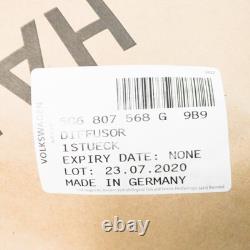 VOLKSWAGEN
5G6 807 568 G 9B9
DIFFUSOR
1STUECK
EXPIRY DATE: NONE
LOT: 23.07.2020
MADE IN GERMANY